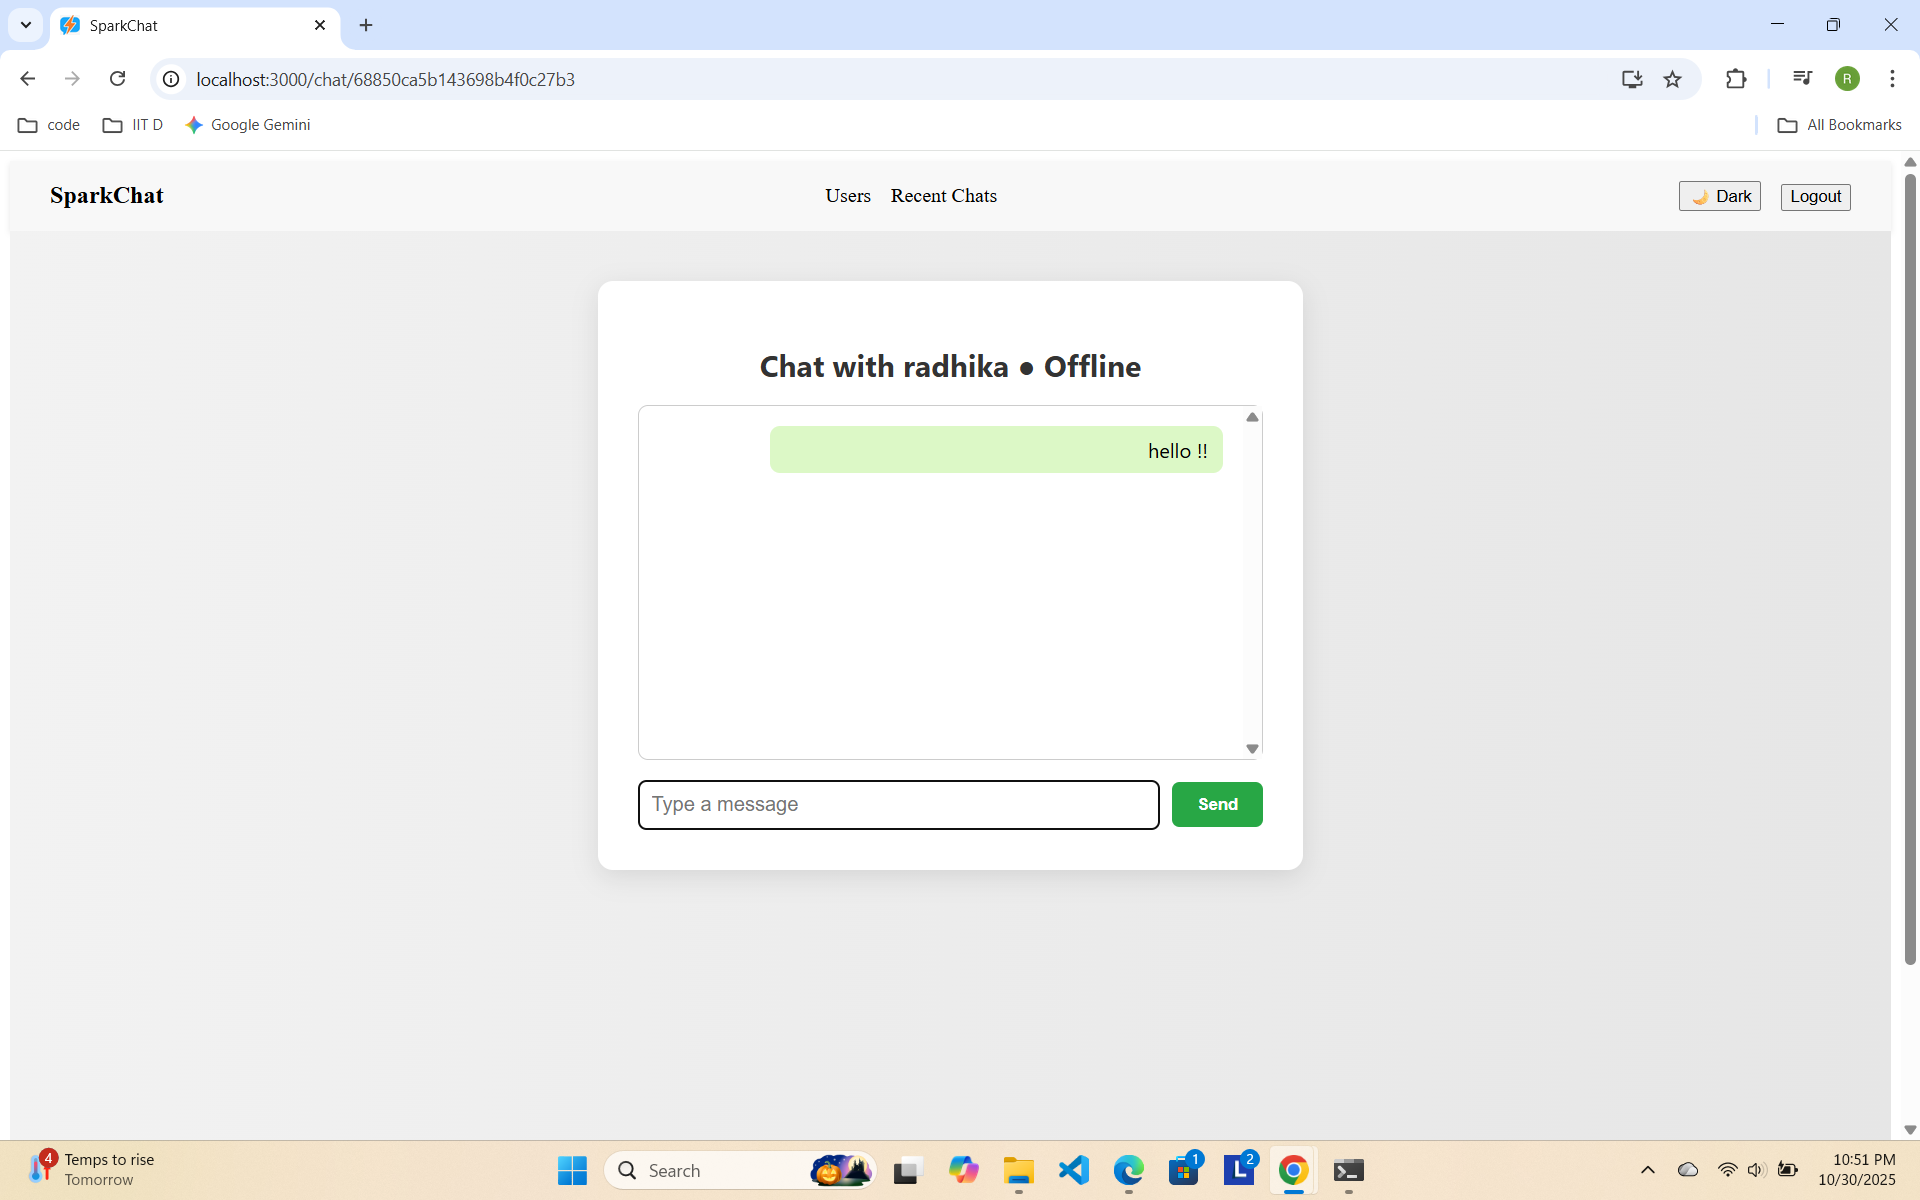 SparkChat
localhost:3000/chat/68850ca5b143698b4f0c27b3
R
code IIT D Google Gemini All Bookmarks
SparkChat Users Recent Chats 🌙 Dark Logout
Chat with radhika ● Offline
hello !!
Type a message Send
4 Temps to rise
Tomorrow
Search
1
L 2
10:51 PM
10/30/2025